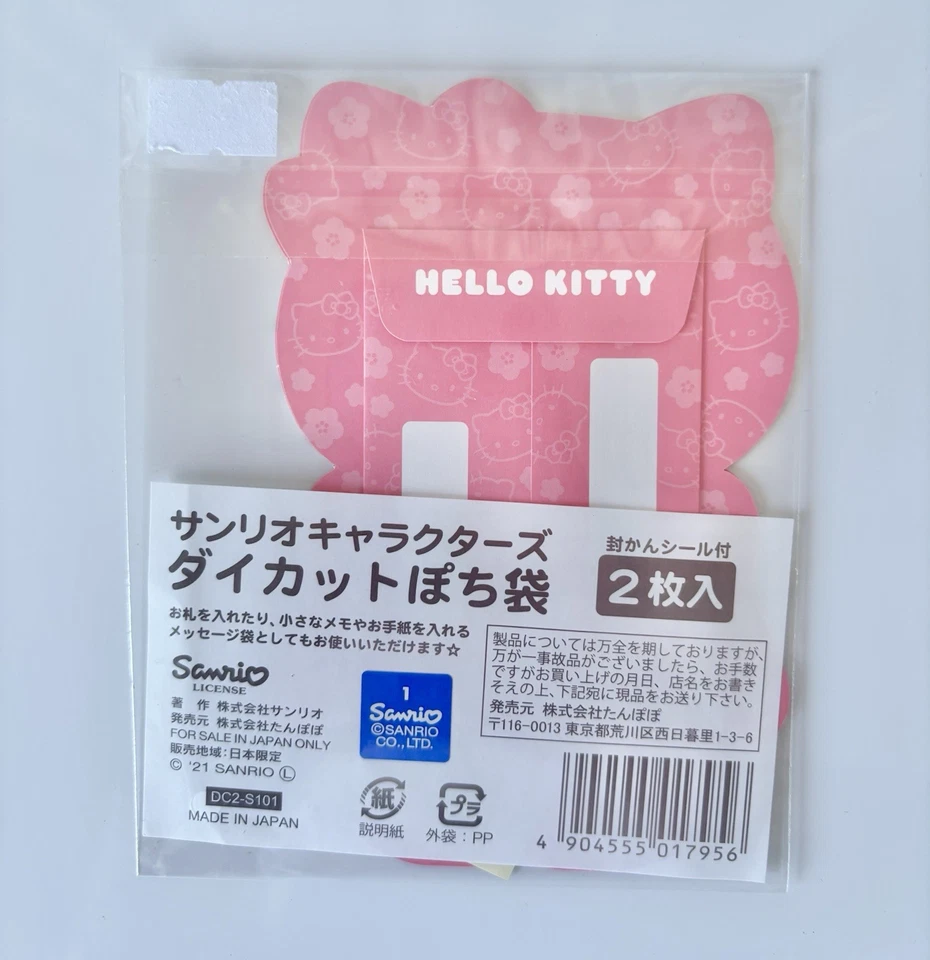 HELLO KITTY
サンリオキャラクターズ
ダイカットぽち袋
封かんシール付
2枚入
お札を入れたり、小さなメモやお手紙を入れる
メッセージ袋としてもお使いいただけます☆
製品については万全を期しておりますが、
万が一事故品がございましたら、お手数
ですがお買い上げの月日、店名をお書き
そえの上、下記宛に現品をお送り下さい。
発売元 株式会社たんぽぽ
〒116-0013 東京都荒川区西日暮里1-3-6
Sanrio
LICENSE
著 作 株式会社サンリオ
発売元 株式会社たんぽぽ
FOR SALE IN JAPAN ONLY
販売地域:日本限定
© '21 SANRIO Ⓛ
DC2-S101
MADE IN JAPAN
1
Sanrio
©SANRIO
CO.,LTD.
紙
説明紙
プラ
外袋:PP
4 904555 017956